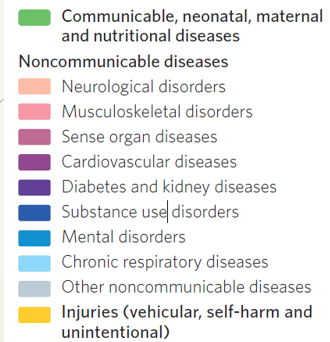 Communicable, neonatal, maternal
and nutritional diseases
Noncommunicable diseases
Neurological disorders
Musculoskeletal disorders
Sense organ diseases
Cardiovascular diseases
Diabetes and kidney diseases
Substance use disorders
Mental disorders
Chronic respiratory diseases
Other noncommunicable diseases
Injuries (vehicular, self-harm and
unintentional)